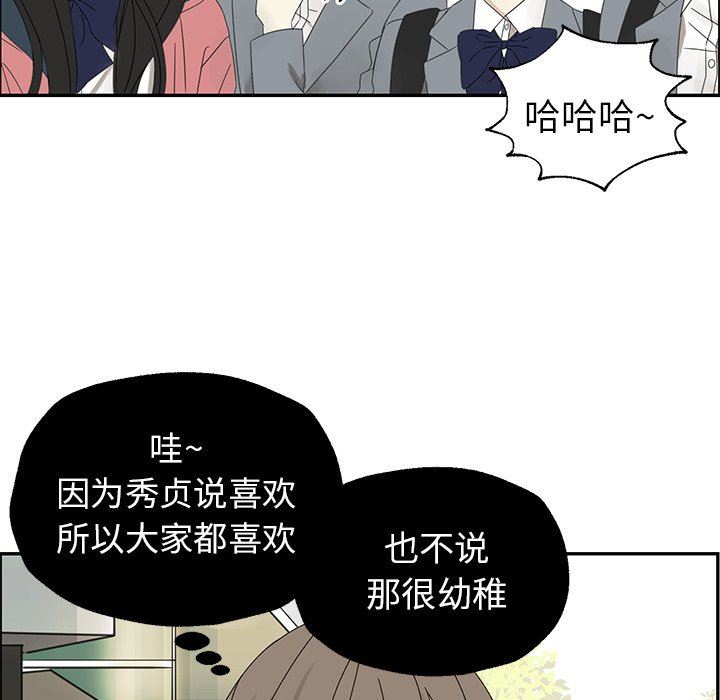 哈哈哈~
哇~
因为秀贞说喜欢
所以大家都喜欢
也不说
那很幼稚